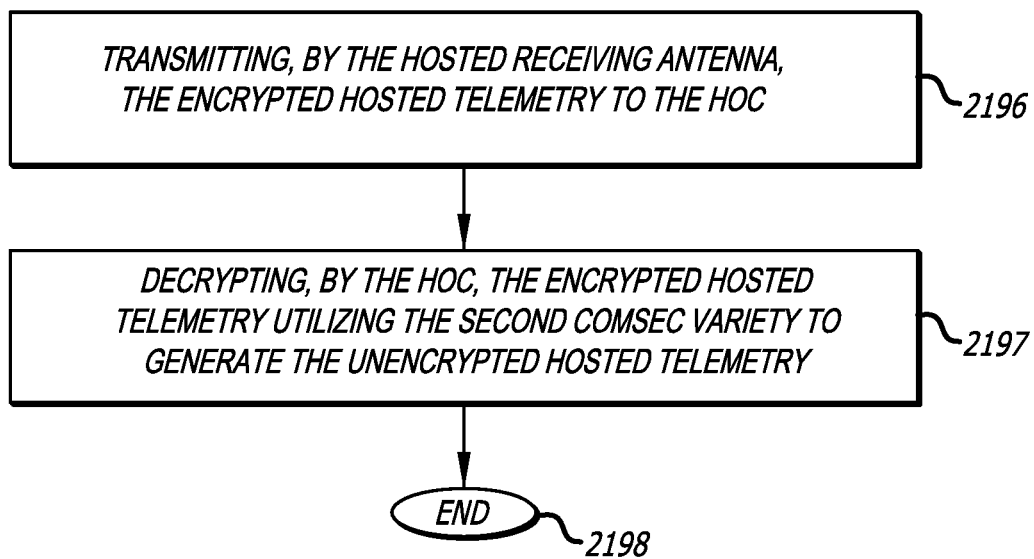 TRANSMITTING, BY THE HOSTED RECEIVING ANTENNA,
THE ENCRYPTED HOSTED TELEMETRY TO THE HOC
2196
DECRYPTING, BY THE HOC, THE ENCRYPTED HOSTED
TELEMETRY UTILIZING THE SECOND COMSEC VARIETY TO
GENERATE THE UNENCRYPTED HOSTED TELEMETRY
2197
END
2198